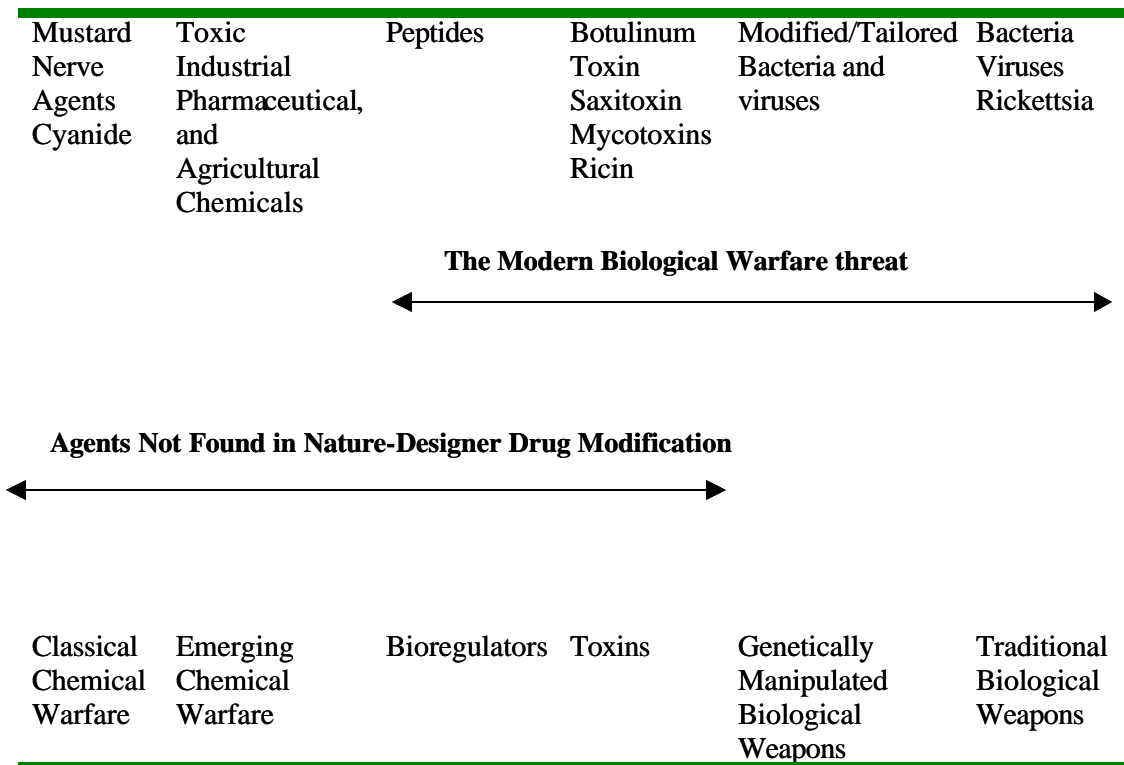 Mustard
Nerve
Agents
Cyanide
Toxic
Industrial
Pharmaceutical,
and
Agricultural
Chemicals
Peptides
Botulinum
Toxin
Saxitoxin
Mycotoxins
Ricin
Modified/Tailored
Bacteria and
viruses
Bacteria
Viruses
Rickettsia
The Modern Biological Warfare threat
Agents Not Found in Nature-Designer Drug Modification
Classical
Chemical
Warfare
Emerging
Chemical
Warfare
Bioregulators
Toxins
Genetically
Manipulated
Biological
Weapons
Traditional
Biological
Weapons